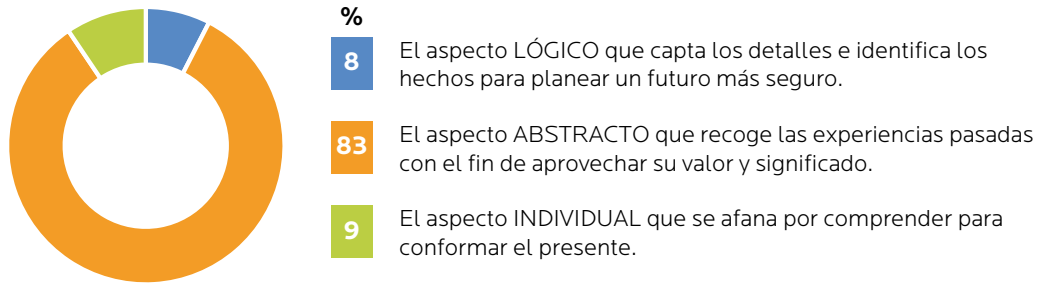 %
8
El aspecto LÓGICO que capta los detalles e identifica los
hechos para planear un futuro más seguro.
83
El aspecto ABSTRACTO que recoge las experiencias pasadas
con el fin de aprovechar su valor y significado.
9
El aspecto INDIVIDUAL que se afana por comprender para
conformar el presente.